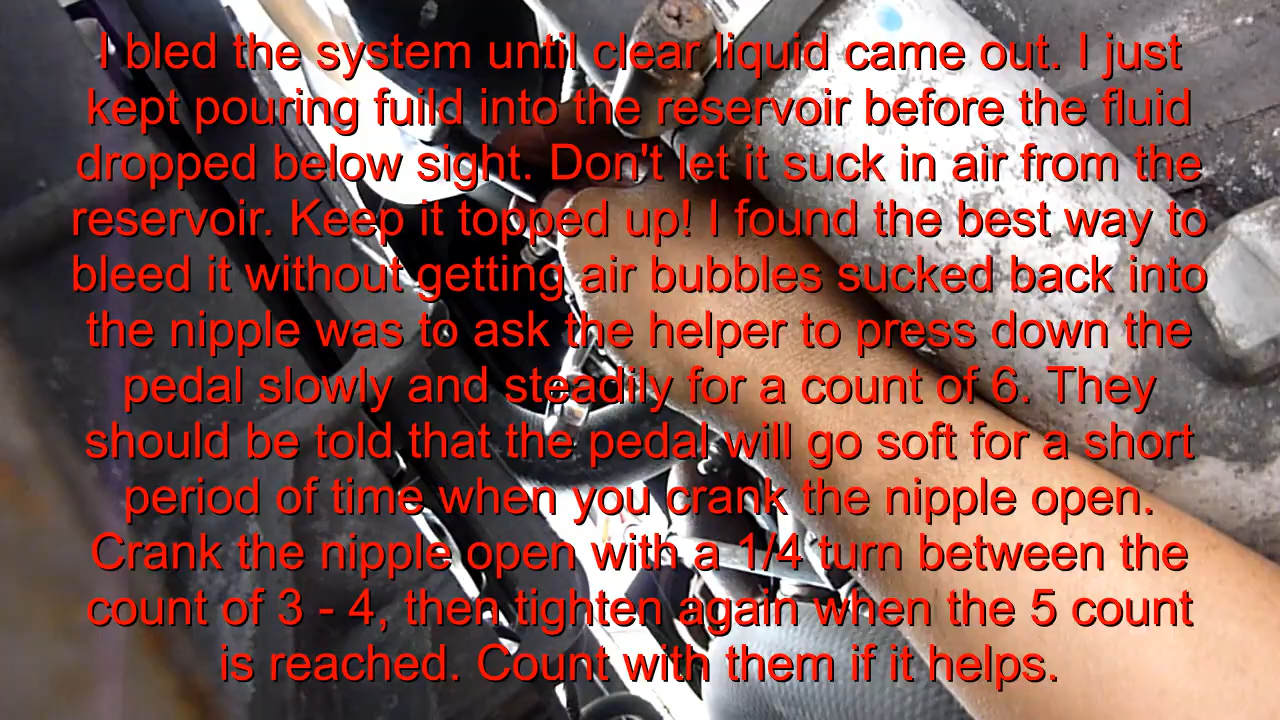 I bled the system until clear liquid came out. I just
kept pouring fuild into the reservoir before the fluid
dropped below sight. Don't let it suck in air from the
reservoir. Keep it topped up! I found the best way to
bleed it without getting air bubbles sucked back into
the nipple was to ask the helper to press down the
pedal slowly and steadily for a count of 6. They
should be told that the pedal will go soft for a short
period of time when you crank the nipple open.
Crank the nipple open with a 1/4 turn between the
count of 3 - 4, then tighten again when the 5 count
is reached. Count with them if it helps.